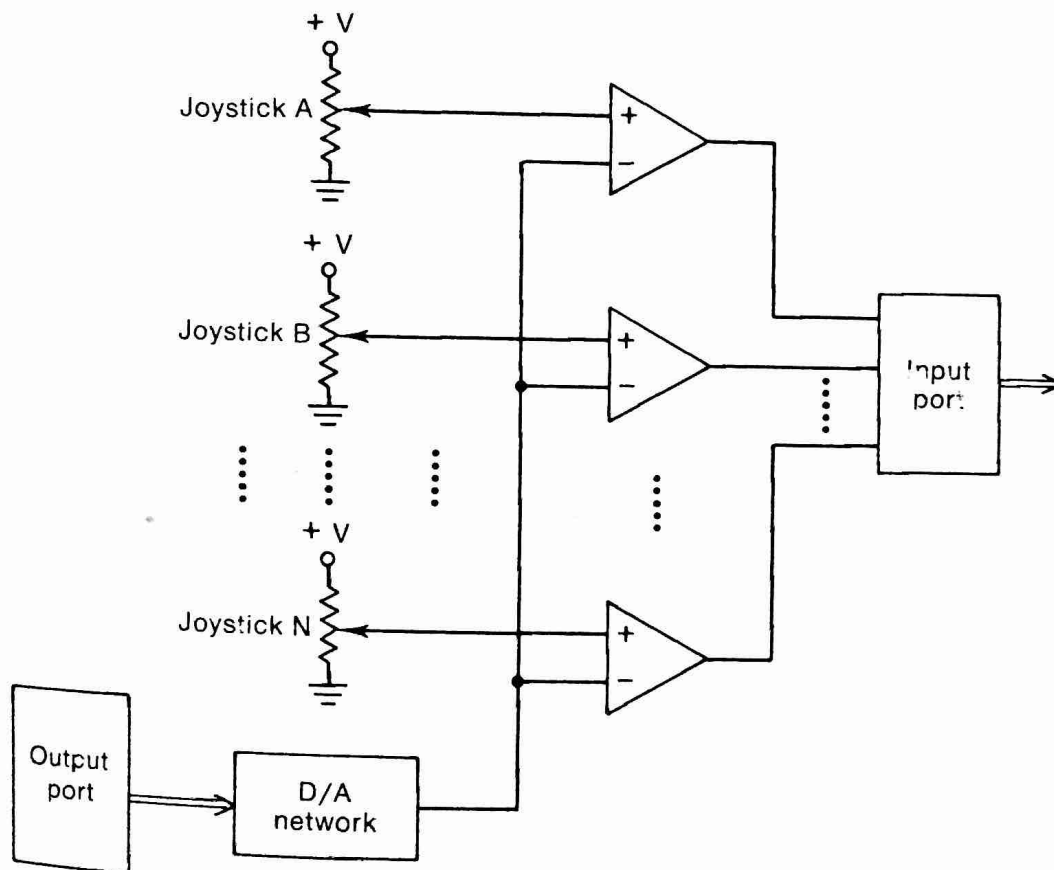 + V
Joystick A
+
−
+ V
Joystick B
+
−
Input
port
+ V
Joystick N
+
−
Output
port
D/A
network